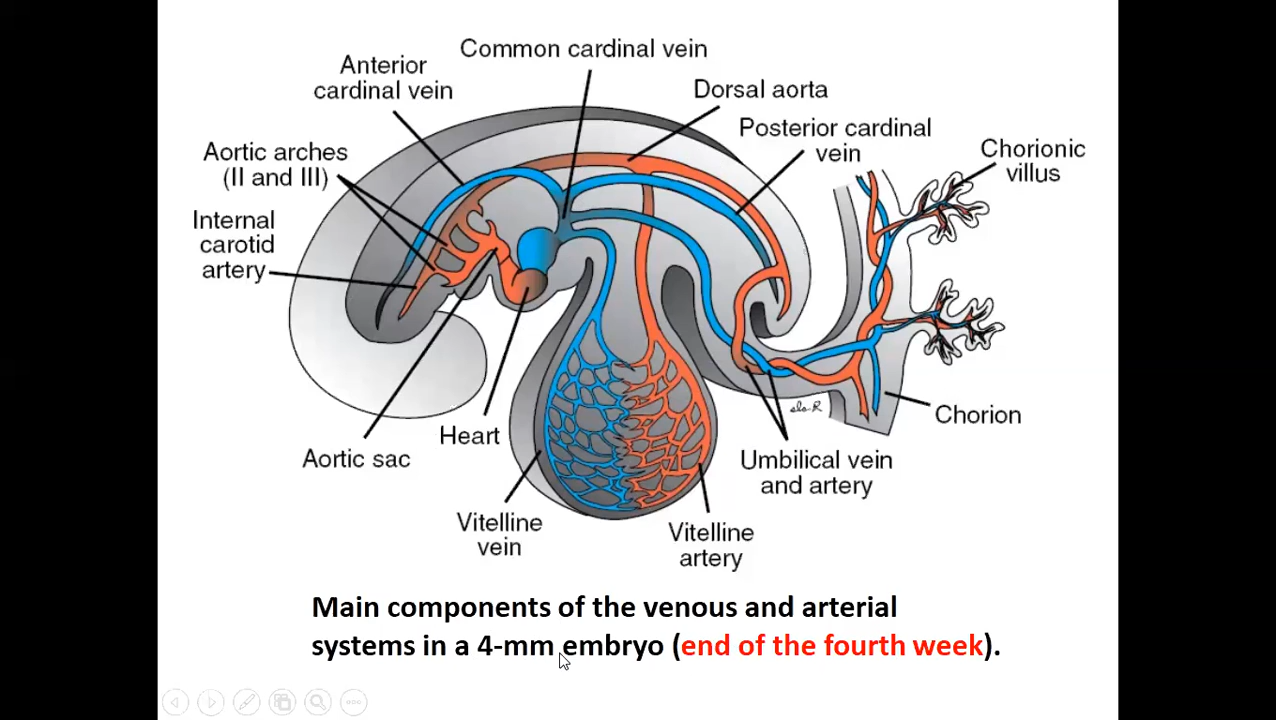 Common cardinal vein
Anterior
cardinal vein
Dorsal aorta
Posterior cardinal
vein
Chorionic
villus
Aortic arches
(II and III)
Internal
carotid
artery
Chorion
Heart
Aortic sac
Umbilical vein
and artery
Vitelline
vein
Vitelline
artery
Main components of the venous and arterial
systems in a 4-mm embryo (end of the fourth week).